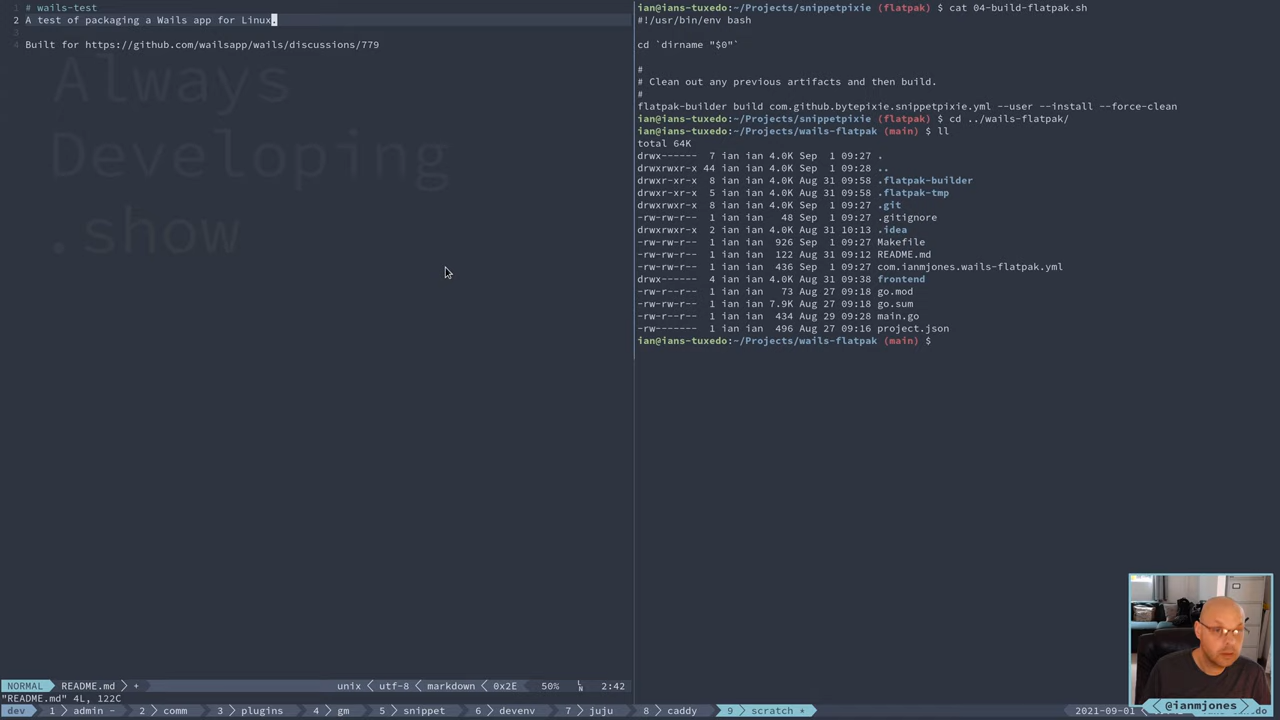 1 # wails-test
2 A test of packaging a Wails app for Linux.
3
4 Built for https://github.com/wailsapp/wails/discussions/779
Always
Developing
.show
NORMAL README.md + unix utf-8 markdown 0x2E 50% LN 2:42
"README.md" 4L, 122C
ian@ians-tuxedo:~/Projects/snippetpixie (flatpak) $ cat 04-build-flatpak.sh
#!/usr/bin/env bash
cd `dirname "$0"`
#
# Clean out any previous artifacts and then build.
#
flatpak-builder build com.github.bytepixie.snippetpixie.yml --user --install --force-clean
ian@ians-tuxedo:~/Projects/snippetpixie (flatpak) $ cd ../wails-flatpak/
ian@ians-tuxedo:~/Projects/wails-flatpak (main) $ ll
total 64K
drwx------ 7 ian ian 4.0K Sep 1 09:27 .
drwxrwxr-x 44 ian ian 4.0K Sep 1 09:28 ..
drwxr-xr-x 8 ian ian 4.0K Aug 31 09:58 .flatpak-builder
drwxrwxr-x 5 ian ian 4.0K Aug 31 09:58 .flatpak-tmp
drwxrwxr-x 8 ian ian 4.0K Sep 1 09:27 .git
-rw-rw-r-- 1 ian ian 48 Sep 1 09:27 .gitignore
drwxrwxr-x 2 ian ian 4.0K Aug 31 10:13 .idea
-rw-rw-r-- 1 ian ian 926 Sep 1 09:27 Makefile
-rw-rw-r-- 1 ian ian 122 Aug 31 09:12 README.md
-rw-rw-r-- 1 ian ian 436 Sep 1 09:27 com.ianmjones.wails-flatpak.yml
drwx------ 4 ian ian 4.0K Aug 31 09:38 frontend
-rw-r--r-- 1 ian ian 73 Aug 27 09:18 go.mod
-rw-rw-r-- 1 ian ian 7.9K Aug 27 09:18 go.sum
-rw-r--r-- 1 ian ian 434 Aug 29 09:28 main.go
-rw------- 1 ian ian 496 Aug 27 09:16 project.json
ian@ians-tuxedo:~/Projects/wails-flatpak (main) $
dev 1 admin - 2 comm 3 plugins 4 gm 5 snippet 6 devenv 7 juju 8 caddy 9 scratch * 2021-09-01
<@ianmjones>